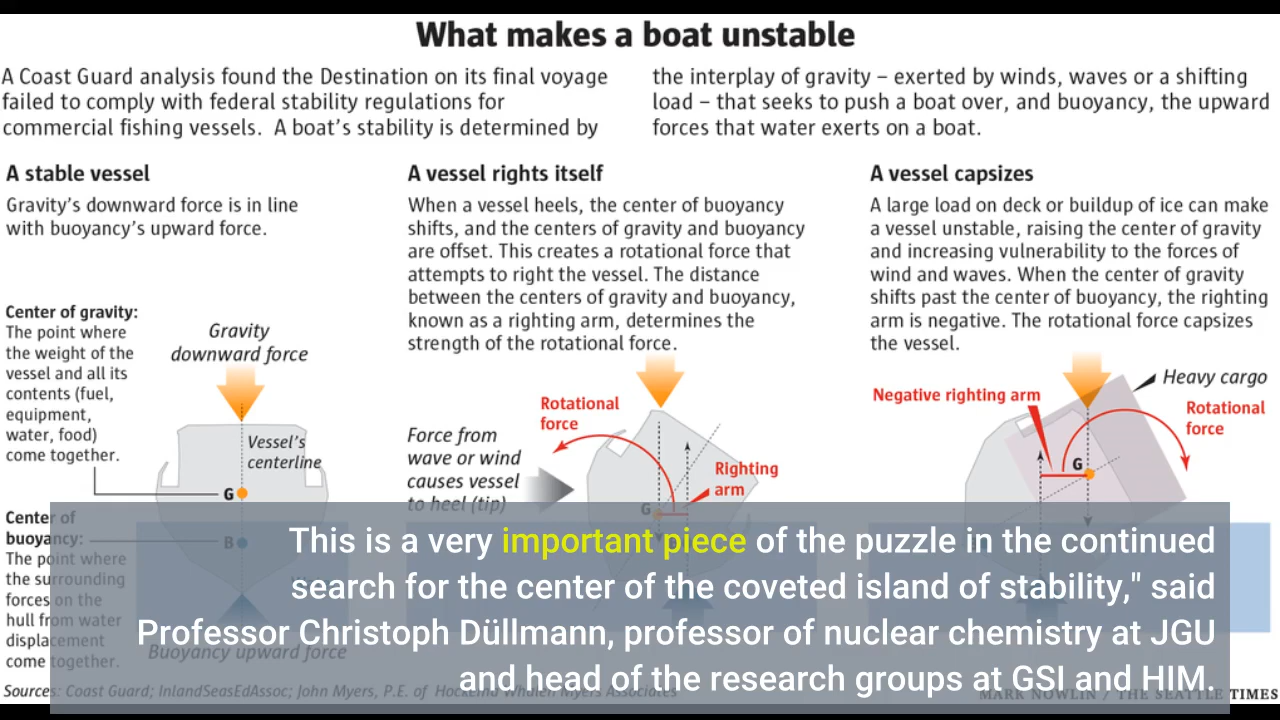 What makes a boat unstable
A Coast Guard analysis found the Destination on its final voyage
failed to comply with federal stability regulations for
commercial fishing vessels.  A boat's stability is determined by
the interplay of gravity – exerted by winds, waves or a shifting
load – that seeks to push a boat over, and buoyancy, the upward
forces that water exerts on a boat.
A stable vessel
Gravity's downward force is in line
with buoyancy's upward force.
Center of gravity:
The point where
the weight of the
vessel and all its
contents (fuel,
equipment,
water, food)
come together.
Gravity
downward force
Vessel's
centerline
G
Center of
buoyancy:
The point where
the surrounding
forces on the
hull from water
displacement
come together.
B
Buoyancy upward force
A vessel rights itself
When a vessel heels, the center of buoyancy
shifts, and the centers of gravity and buoyancy
are offset. This creates a rotational force that
attempts to right the vessel. The distance
between the centers of gravity and buoyancy,
known as a righting arm, determines the
strength of the rotational force.
Rotational
force
Force from
wave or wind
causes vessel
to heel (tip)
Righting
arm
G
A vessel capsizes
A large load on deck or buildup of ice can make
a vessel unstable, raising the center of gravity
and increasing vulnerability to the forces of
wind and waves. When the center of gravity
shifts past the center of buoyancy, the righting
arm is negative. The rotational force capsizes
the vessel.
Heavy cargo
Negative righting arm
Rotational
force
G
This is a very important piece of the puzzle in the continued
search for the center of the coveted island of stability," said
Professor Christoph Düllmann, professor of nuclear chemistry at JGU
and head of the research groups at GSI and HIM.
Sources: Coast Guard; InlandSeasEdAssoc; John Myers, P.E. of Hockema Whalen Myers Associates
MARK NOWLIN / THE SEATTLE TIMES